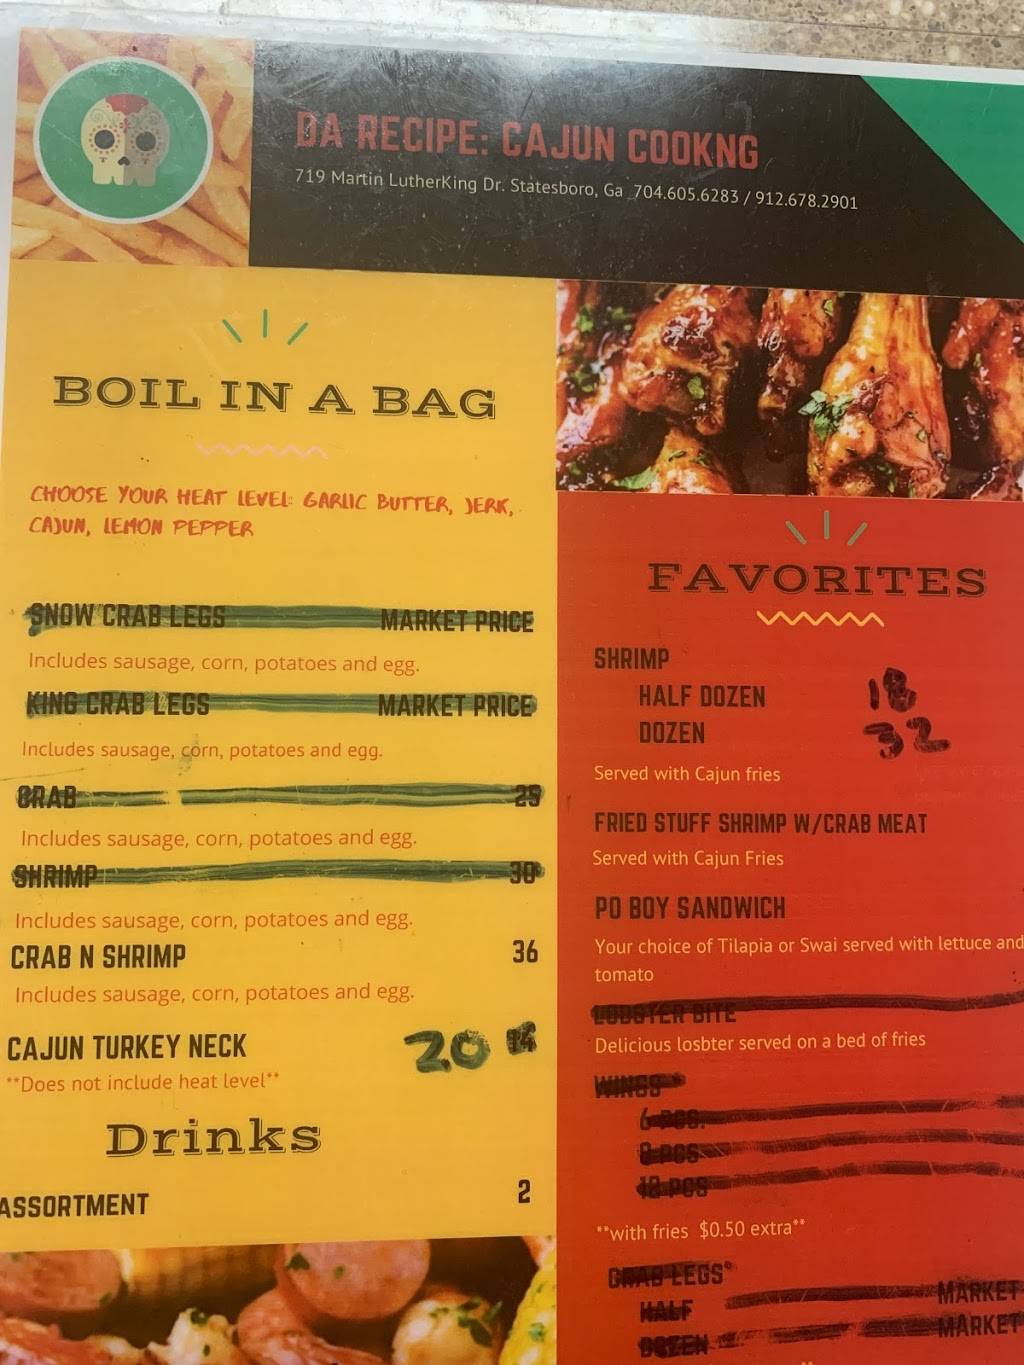 DA RECIPE: CAJUN COOKNG
719 Martin LutherKing Dr. Statesboro, Ga 704.605.6283 / 912.678.2901
BOIL IN A BAG
CHOOSE YOUR HEAT LEVEL: GARLIC BUTTER, JERK,
CAJUN, LEMON PEPPER
SNOW CRAB LEGS MARKET PRICE
Includes sausage, corn, potatoes and egg.
KING CRAB LEGS MARKET PRICE
Includes sausage, corn, potatoes and egg.
CRAB 25
Includes sausage, corn, potatoes and egg.
SHRIMP 30
Includes sausage, corn, potatoes and egg.
CRAB N SHRIMP 36
Includes sausage, corn, potatoes and egg.
CAJUN TURKEY NECK 20 14
**Does not include heat level**
Drinks
ASSORTMENT 2
FAVORITES
SHRIMP
HALF DOZEN 18
DOZEN 32
Served with Cajun fries
FRIED STUFF SHRIMP W/CRAB MEAT
Served with Cajun Fries
PO BOY SANDWICH
Your choice of Tilapia or Swai served with lettuce and
tomato
LOBSTER BITE
Delicious losbter served on a bed of fries
WINGS*
6 PCS.
8 PCS
12 PCS
**with fries $0.50 extra**
CRAB LEGS*
HALF MARKET
DOZEN MARKET